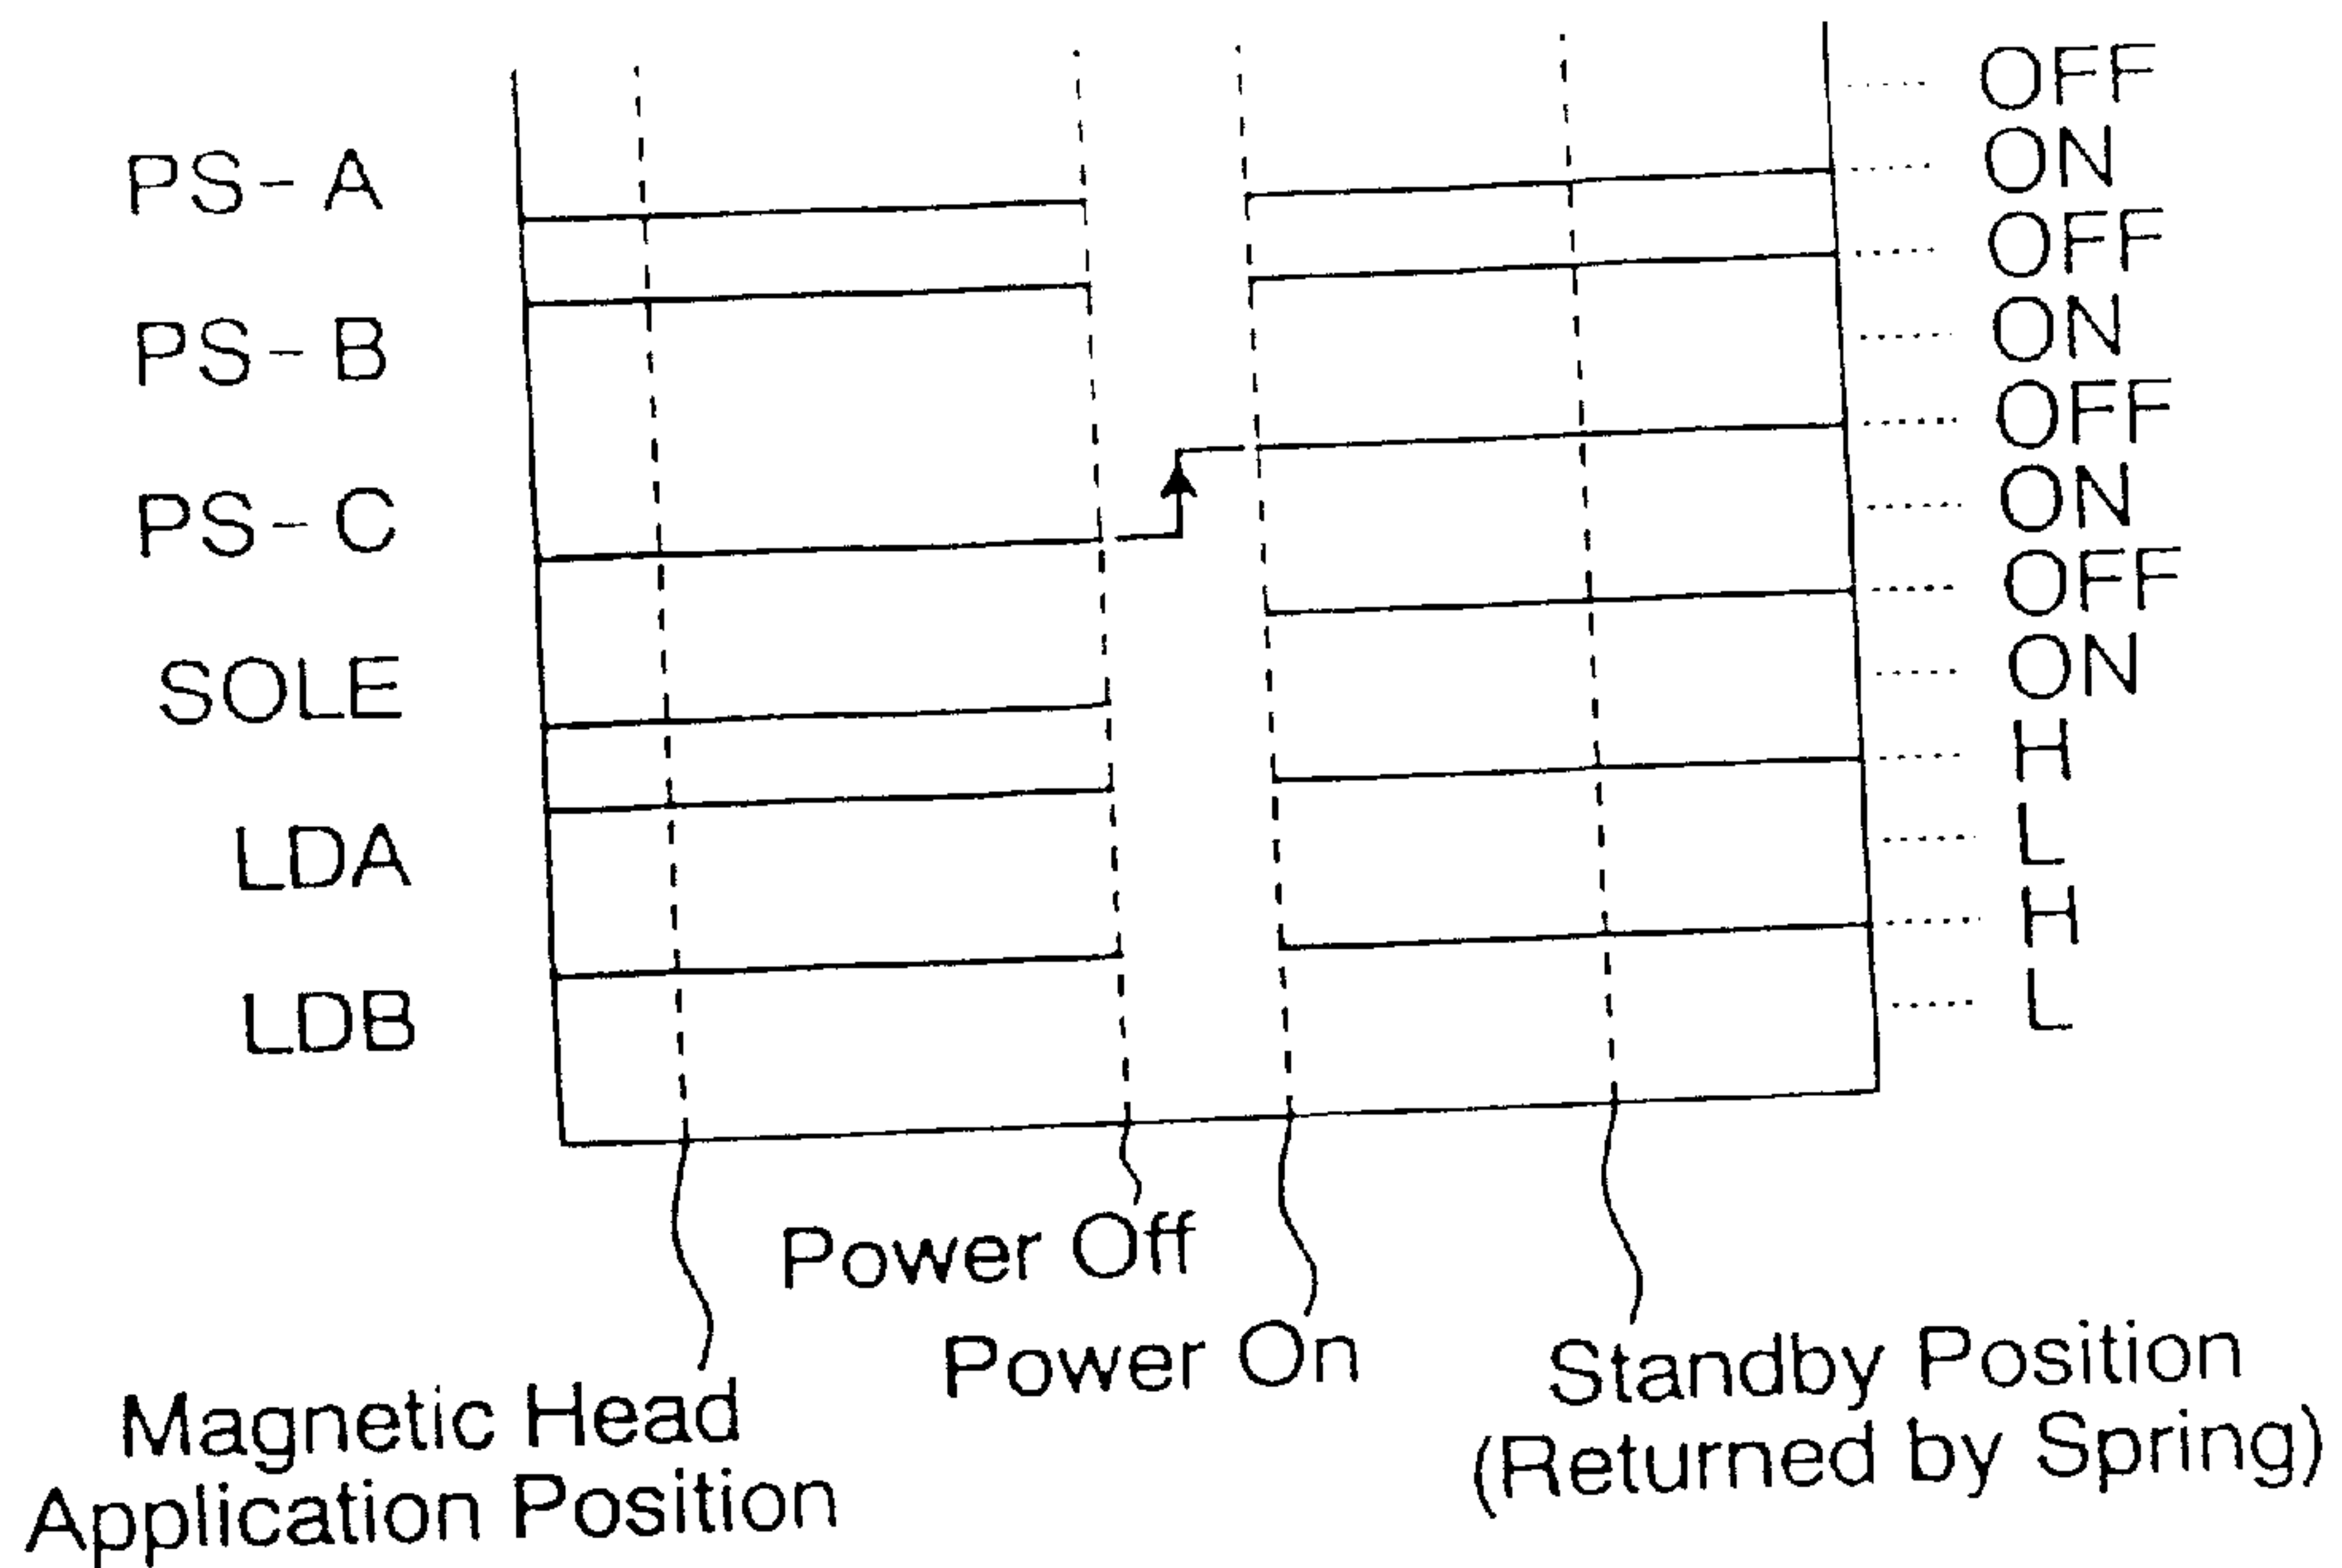 OFF
PS-A ON
OFF
PS-B ON
OFF
PS-C ON
OFF
SOLE ON
H
LDA L
H
LDB L
Power Off
Power On
Magnetic Head
Application Position
Standby Position
(Returned by Spring)